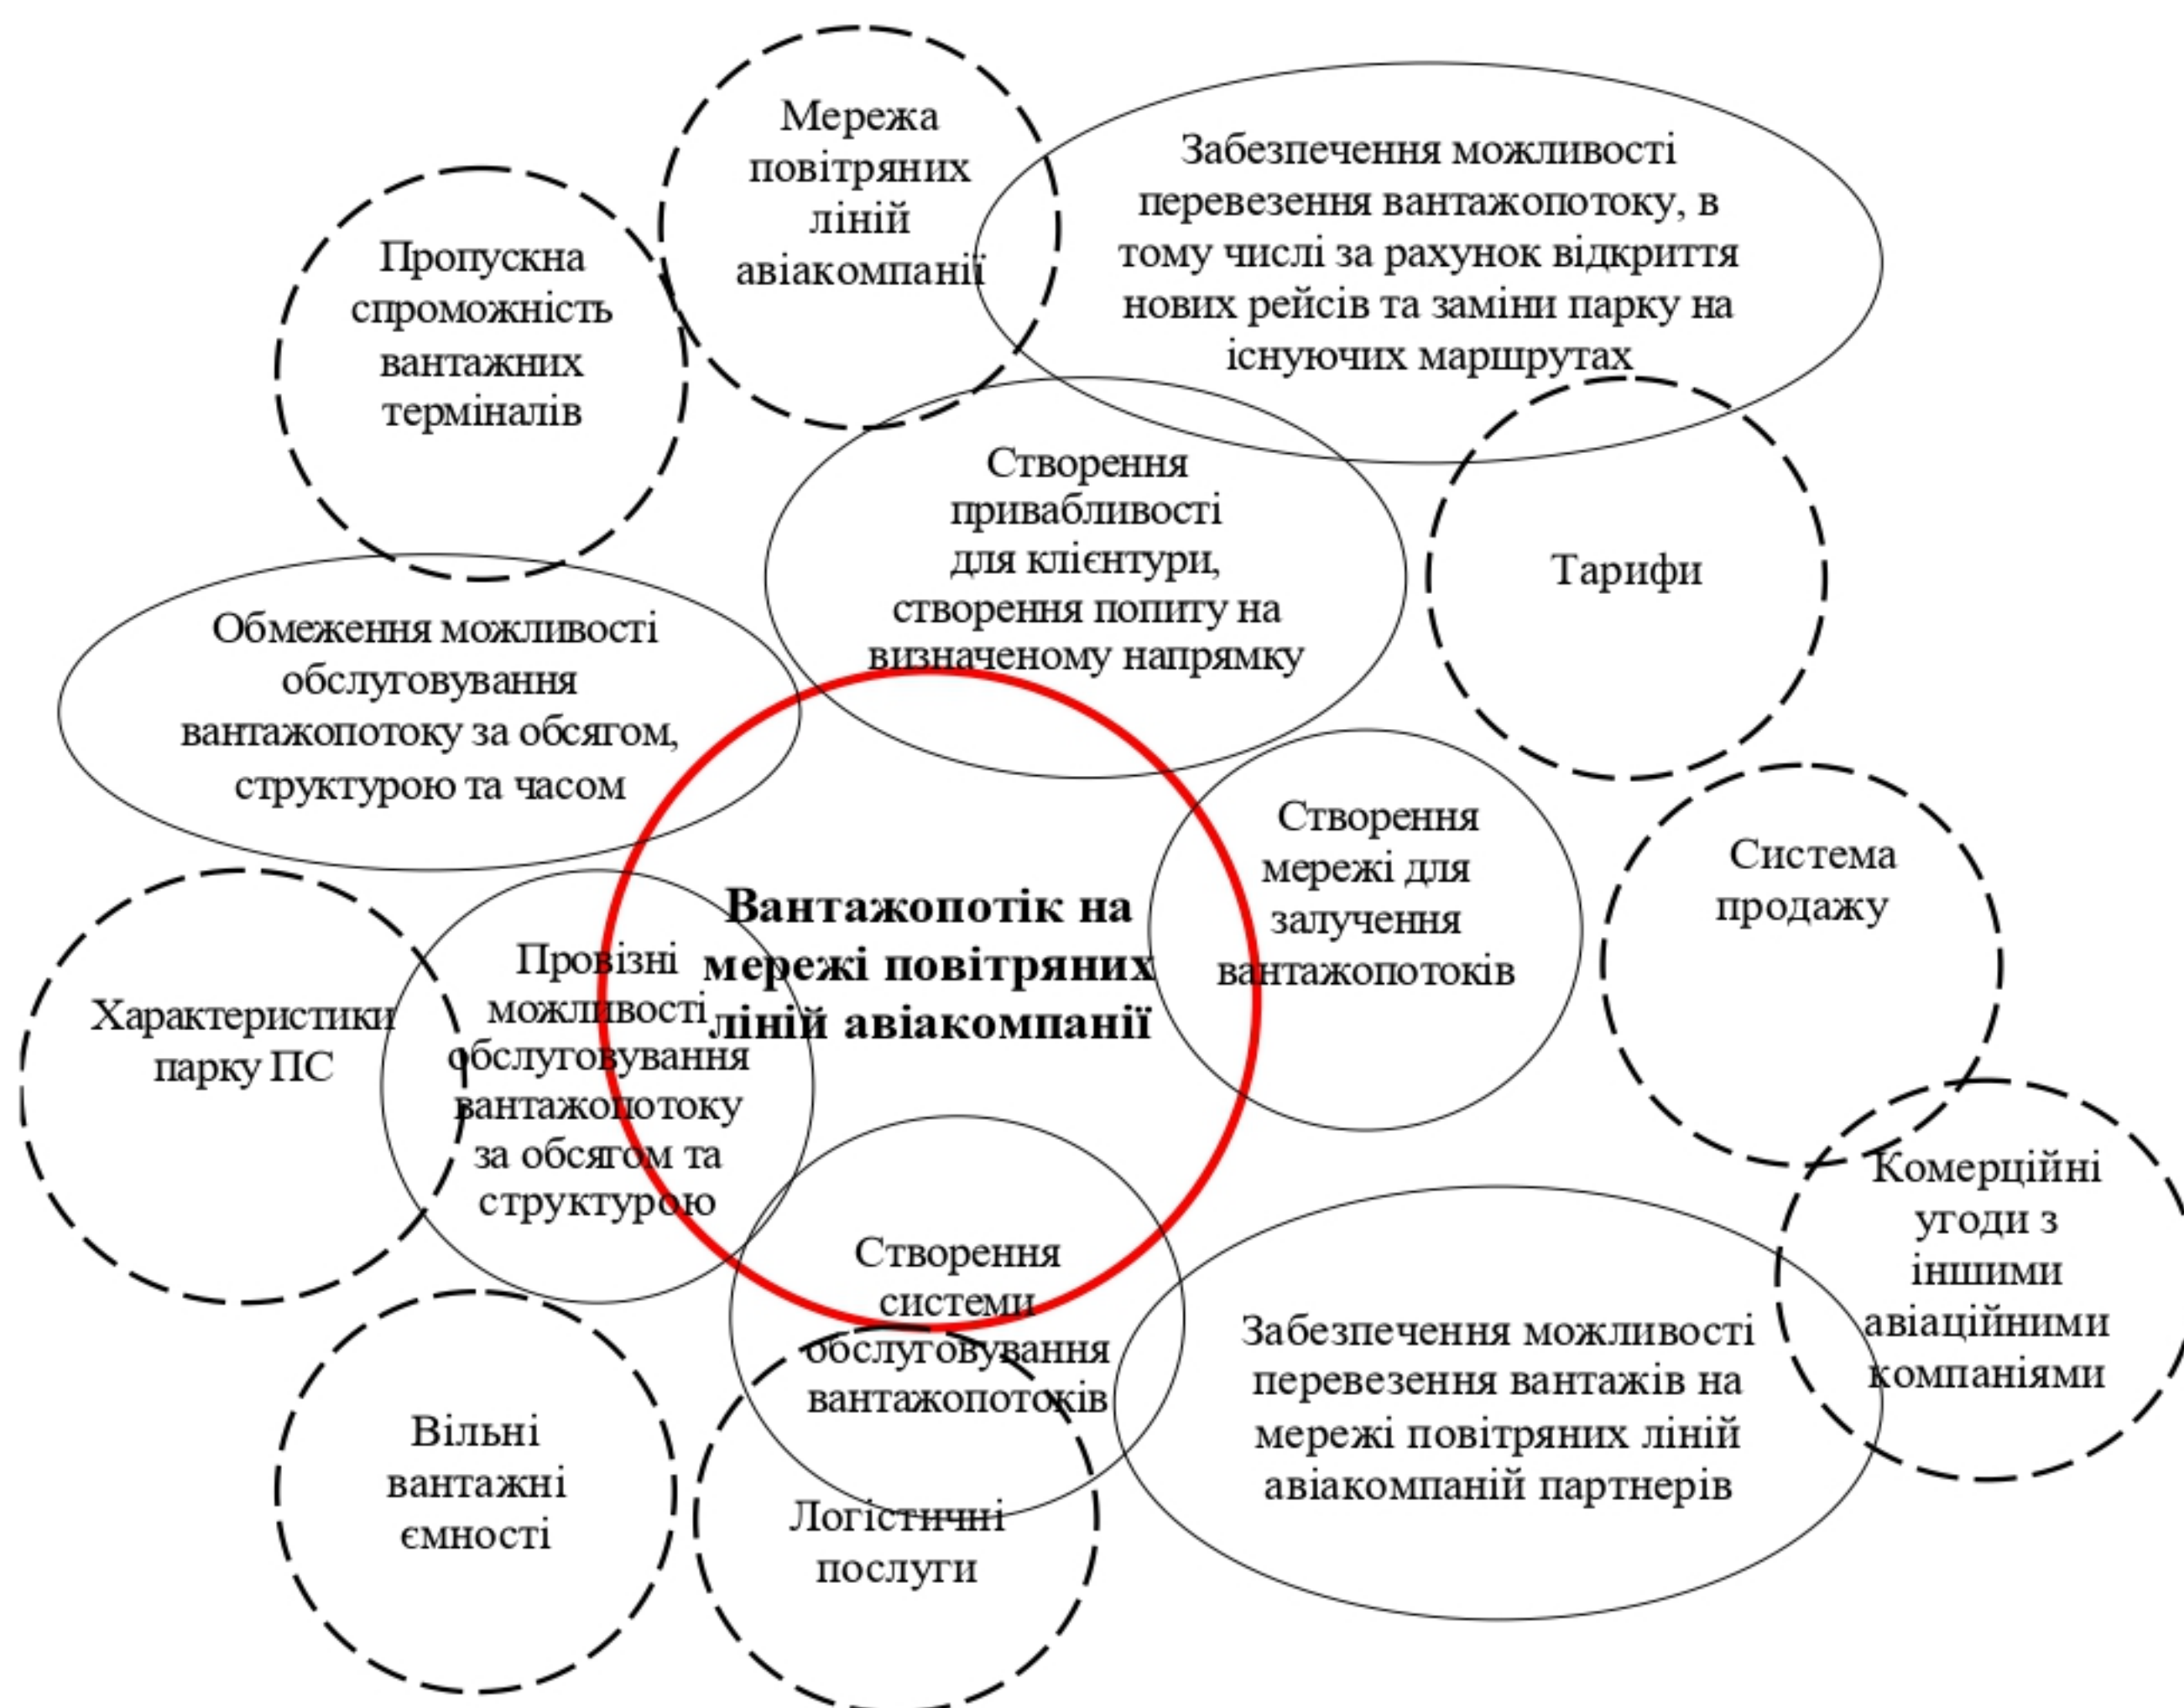 Мережа
повітряних
ліній
авіакомпанії
Забезпечення можливості
перевезення вантажопотоку, в
тому числі за рахунок відкриття
нових рейсів та заміни парку на
існуючих маршрутах
Пропускна
спроможність
вантажних
терміналів
Створення
привабливості
для клієнтури,
створення попиту на
визначеному напрямку
Тарифи
Обмеження можливості
обслуговування
вантажопотоку за обсягом,
структурою та часом
Створення
мережі для
залучення
вантажопотоків
Система
продажу
Вантажопотік на
мережі повітряних
ліній авіакомпанії
Провізні
можливості
обслуговування
вантажопотоку
за обсягом та
структурою
Характеристики
парку ПС
Комерційні
угоди з
іншими
авіаційними
компаніями
Створення
системи
обслуговування
вантажопотоків
Забезпечення можливості
перевезення вантажів на
мережі повітряних ліній
авіакомпаній партнерів
Вільні
вантажні
ємності
Логістичні
послуги